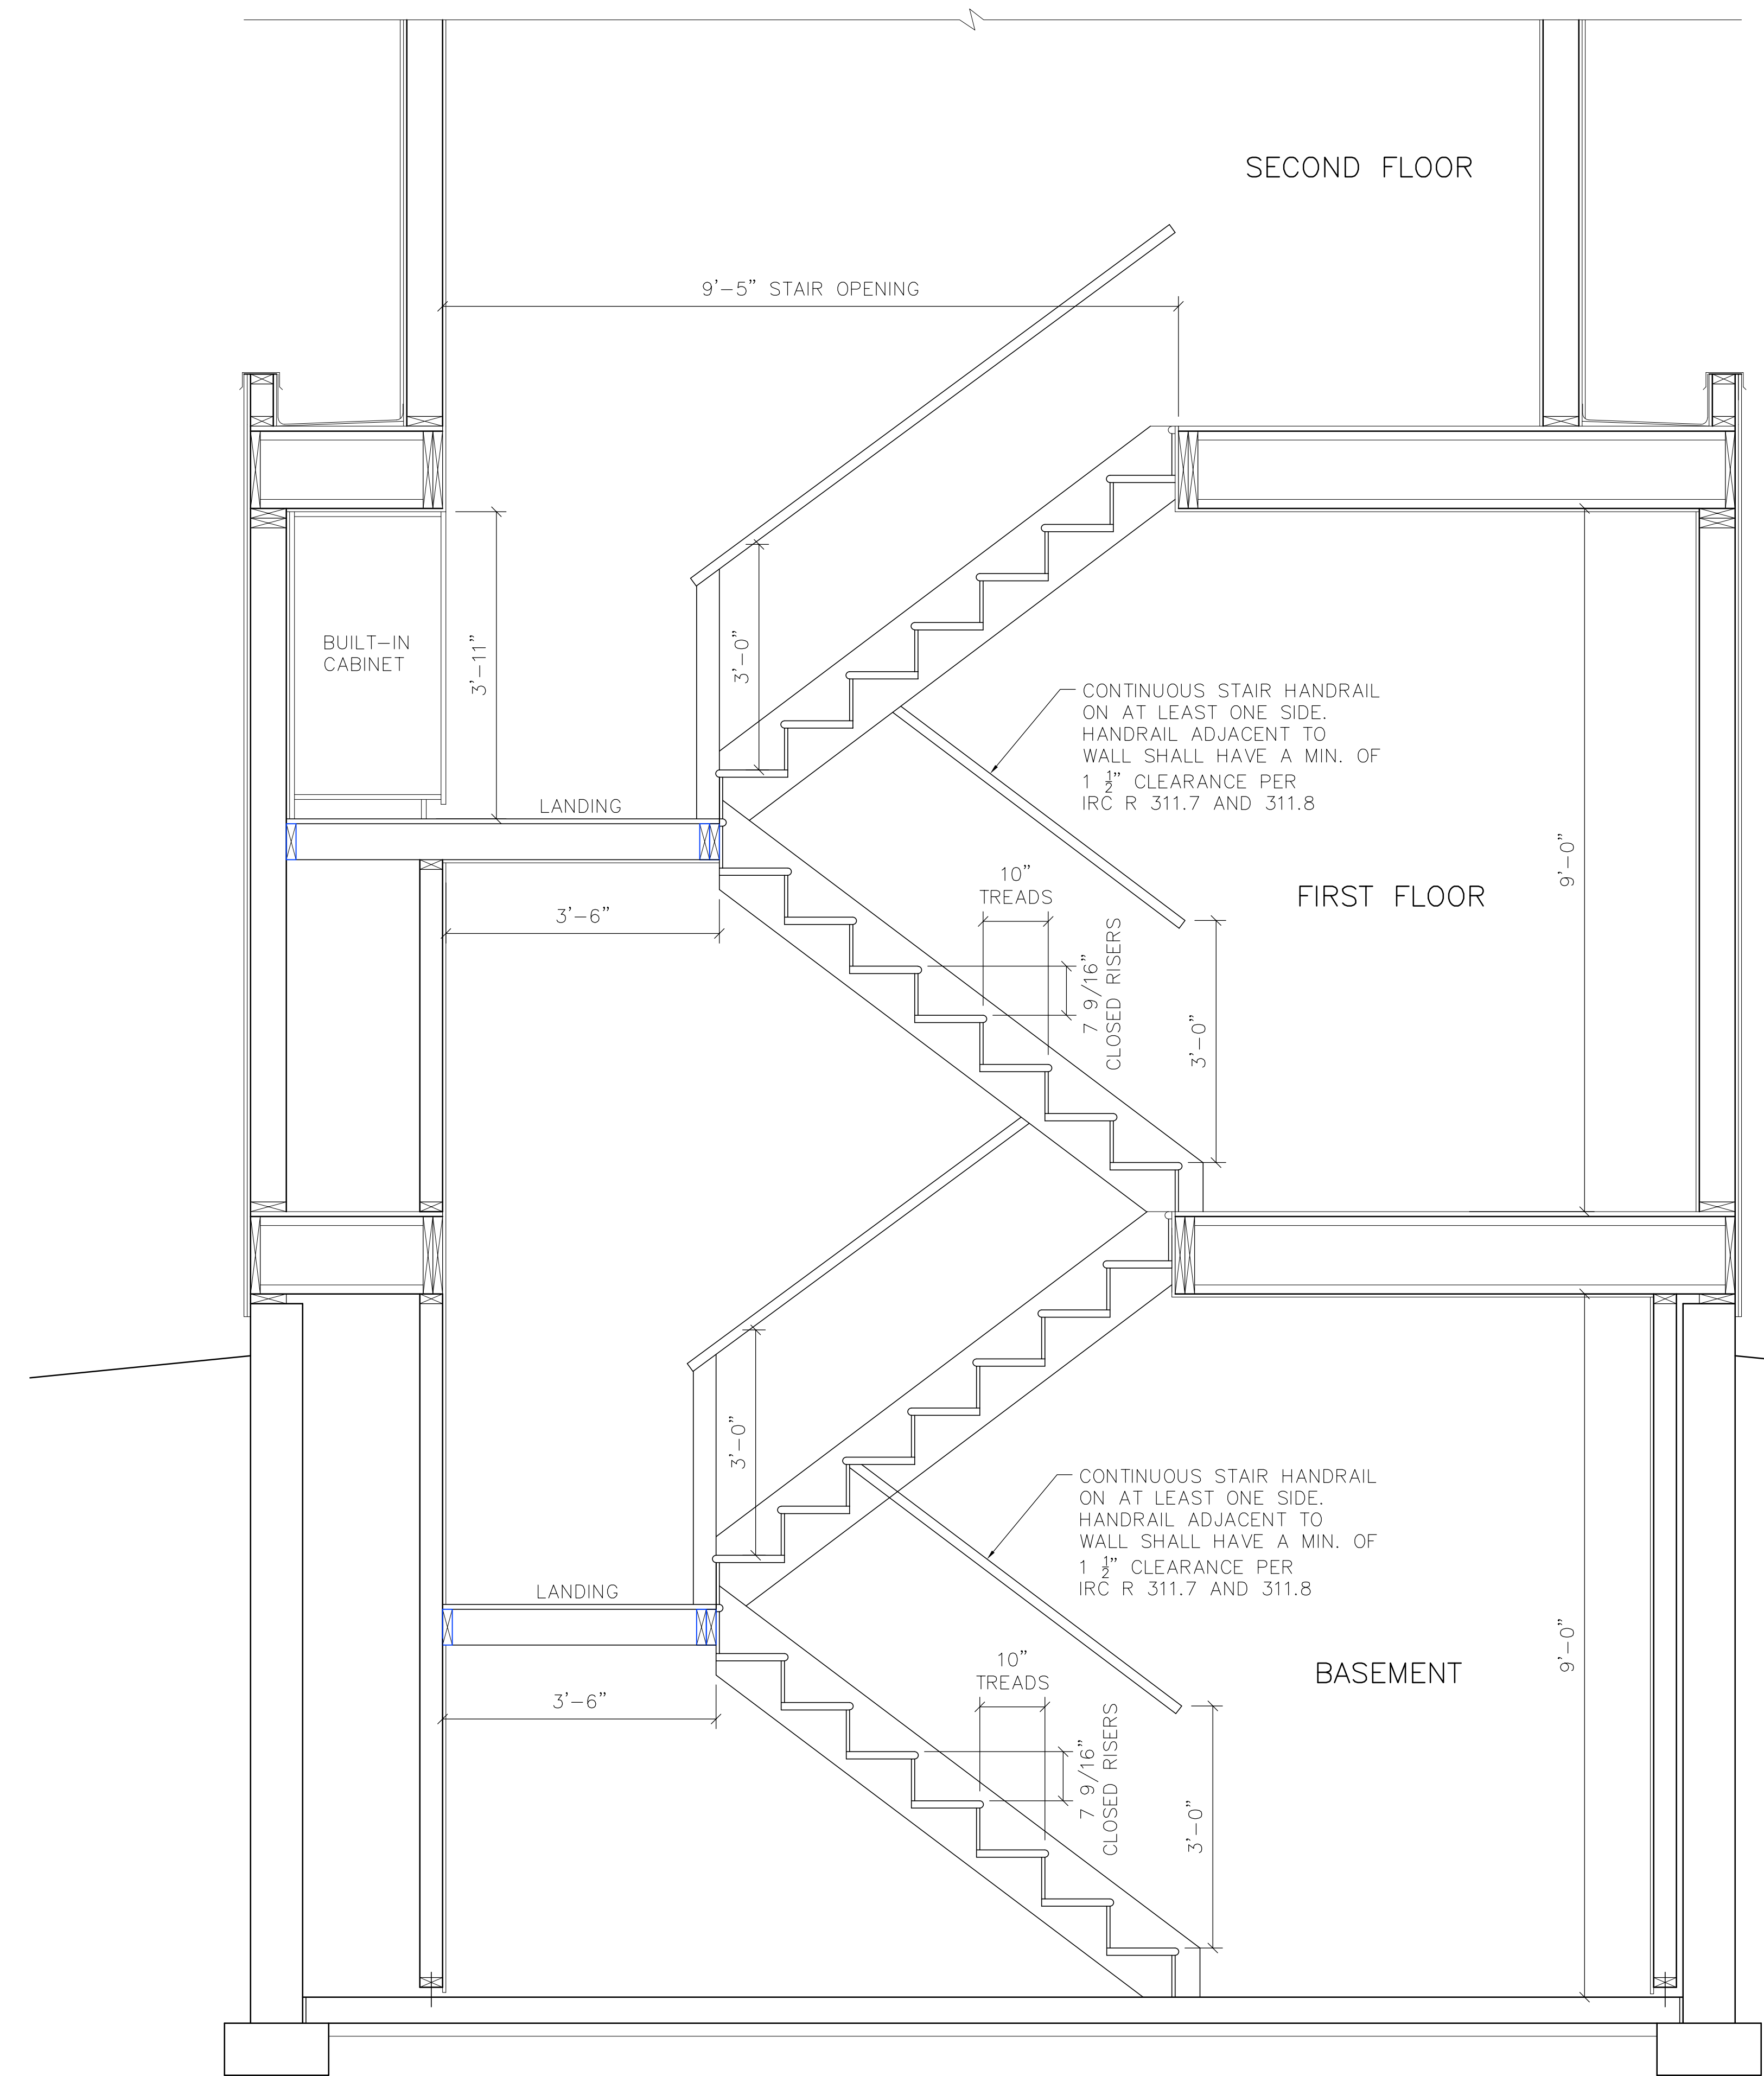 SECOND FLOOR
9'-5" STAIR OPENING
BUILT-IN
CABINET
3'-11"
3'-0"
CONTINUOUS STAIR HANDRAIL
ON AT LEAST ONE SIDE.
HANDRAIL ADJACENT TO
WALL SHALL HAVE A MIN. OF
1 1/2" CLEARANCE PER
IRC R 311.7 AND 311.8
LANDING
3'-6"
10"
TREADS
7 9/16"
CLOSED RISERS
3'-0"
FIRST FLOOR
9'-0"
3'-0"
CONTINUOUS STAIR HANDRAIL
ON AT LEAST ONE SIDE.
HANDRAIL ADJACENT TO
WALL SHALL HAVE A MIN. OF
1 1/2" CLEARANCE PER
IRC R 311.7 AND 311.8
LANDING
3'-6"
10"
TREADS
7 9/16"
CLOSED RISERS
3'-0"
BASEMENT
9'-0"